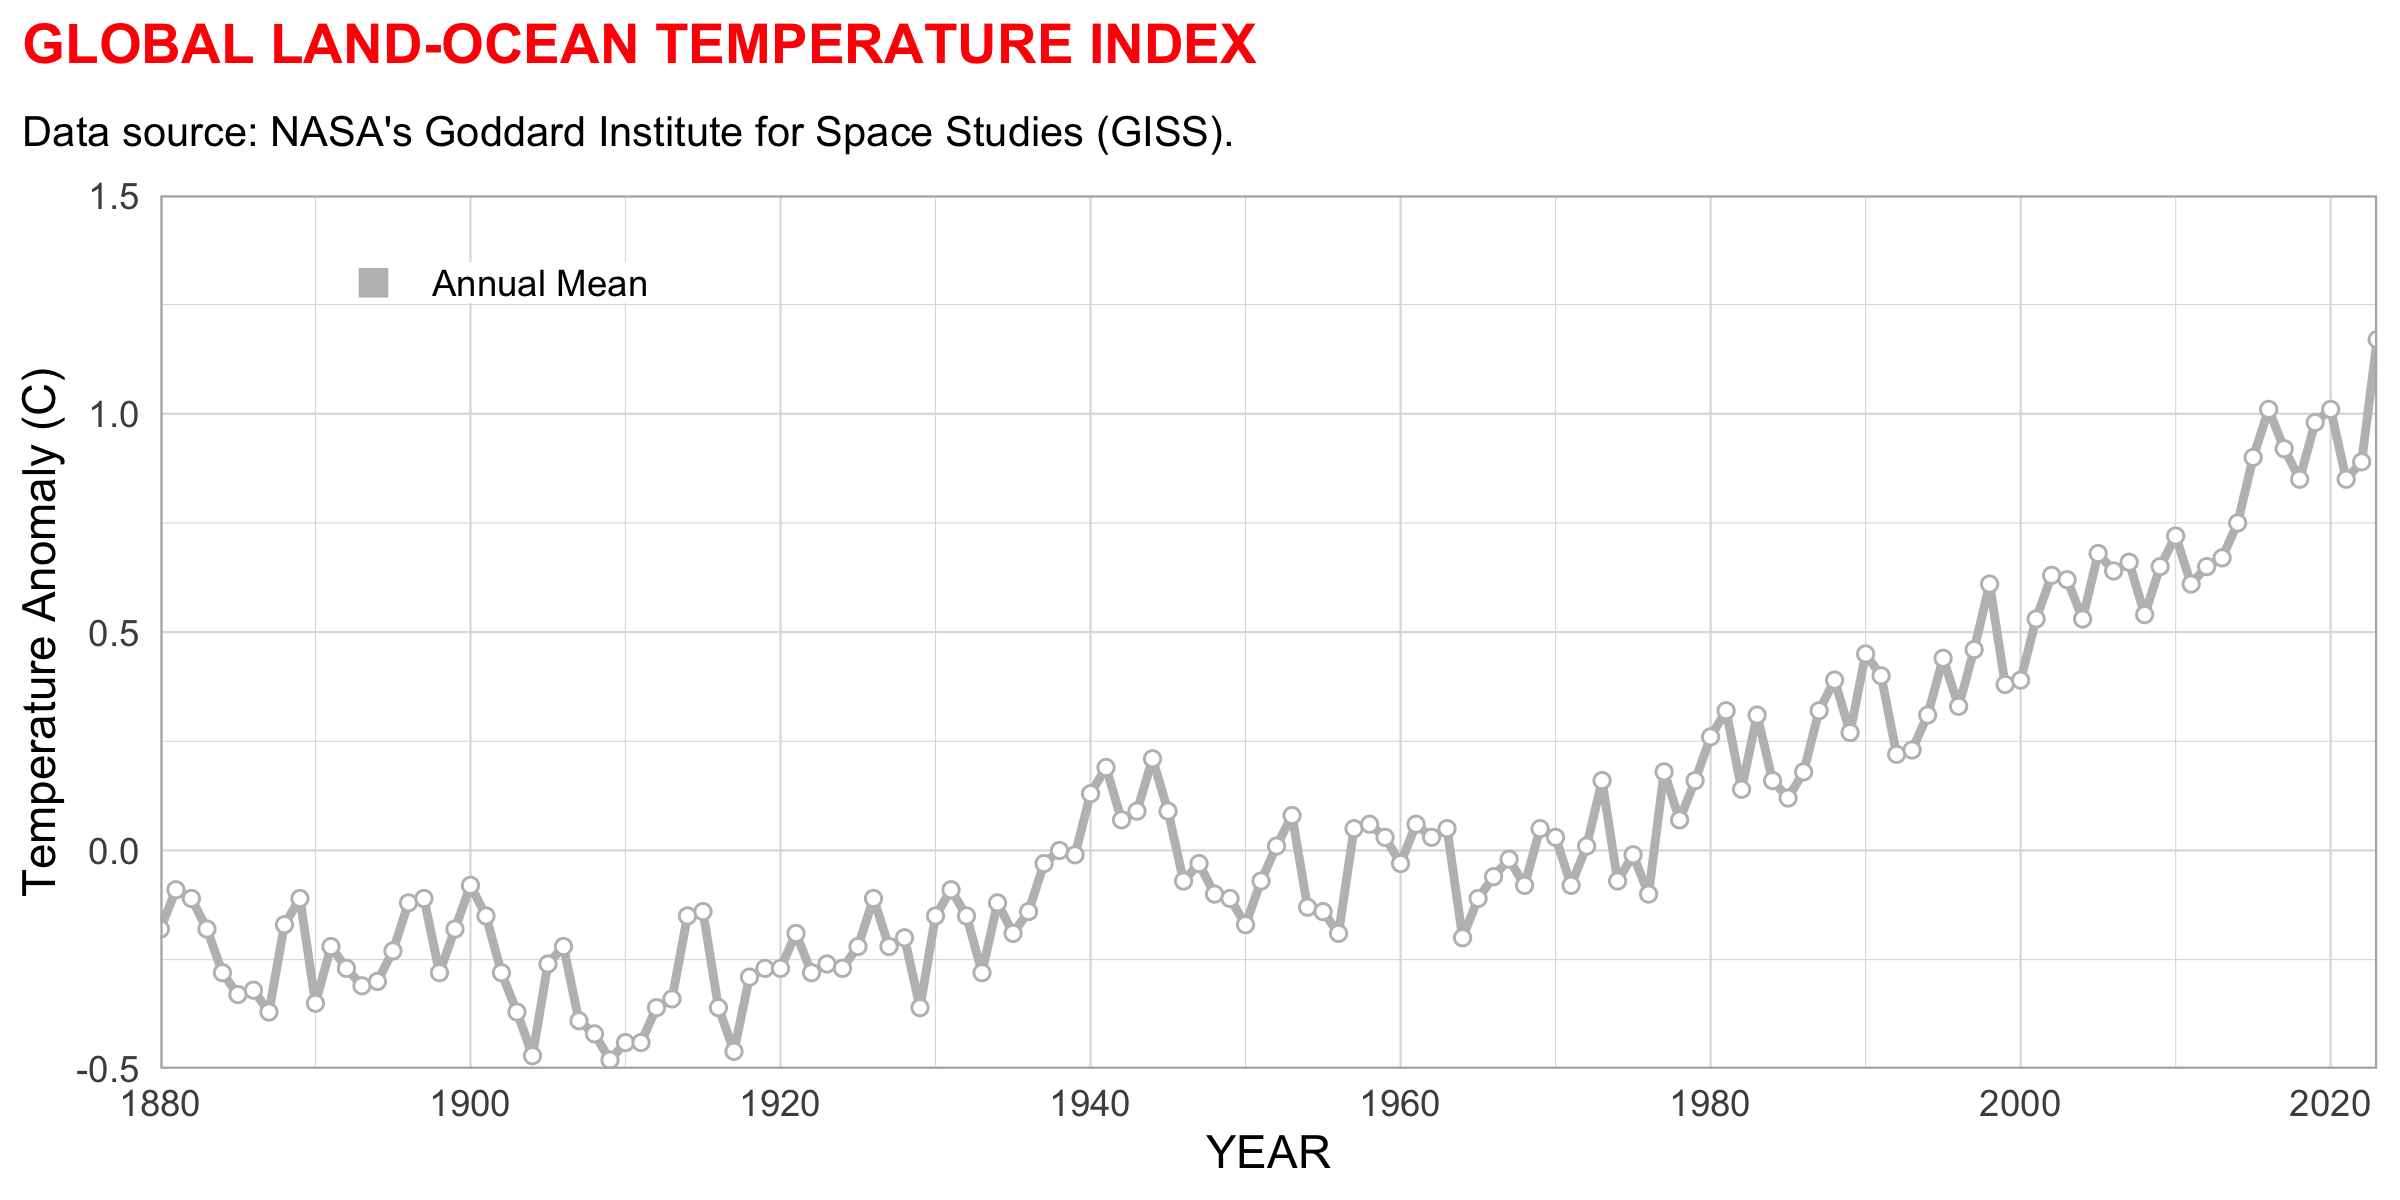 GLOBAL LAND-OCEAN TEMPERATURE INDEX
Data source: NASA's Goddard Institute for Space Studies (GISS).
1.5
1.0
0.5
0.0
-0.5
Temperature Anomaly (C)
Annual Mean
1880 1900 1920 1940 1960 1980 2000 2020
YEAR